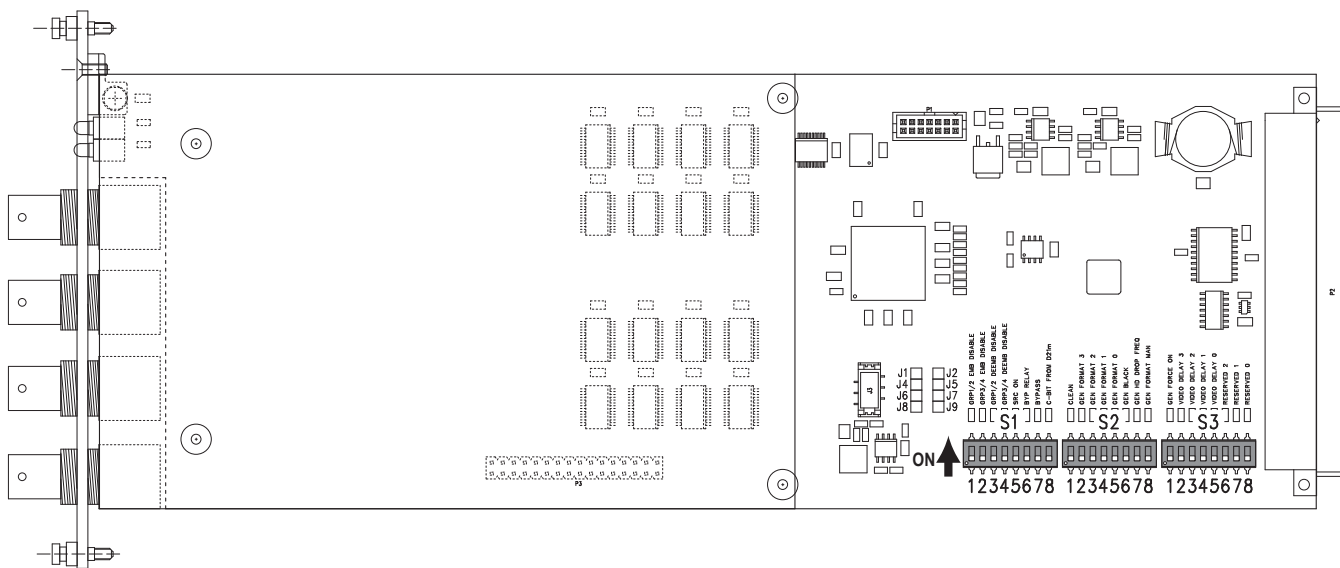 P1
P2
J1 J2
J4 J5
J6 J7
J8 J9
J3
GRP1/2 EMB DISABLE
GRP3/4 EMB DISABLE
GRP1/2 DEEMB DISABLE
GRP3/4 DEEMB DISABLE
SRC ON
BYP RELAY
BYPASS
C-BIT FROM D21m
CLEAN
GEN FORMAT 3
GEN FORMAT 2
GEN FORMAT 1
GEN FORMAT 0
GEN BLACK
GEN HD DROP FREQ
GEN FORMAT MAN
GEN FORCE ON
VIDEO DELAY 3
VIDEO DELAY 2
VIDEO DELAY 1
VIDEO DELAY 0
RESERVED 2
RESERVED 1
RESERVED 0
S1 S2 S3
ON
P3
12345678 12345678 12345678